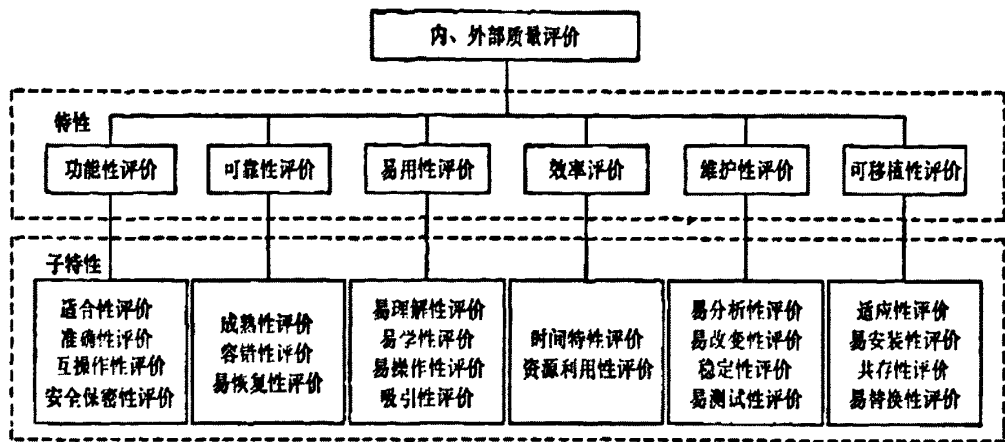 内、外部质量评价
特性
功能性评价
可靠性评价
易用性评价
效率评价
维护性评价
可移植性评价
子特性
适合性评价
准确性评价
互操作性评价
安全保密性评价
成熟性评价
容错性评价
易恢复性评价
易理解性评价
易学性评价
易操作性评价
吸引性评价
时间特性评价
资源利用性评价
易分析性评价
易改变性评价
稳定性评价
易测试性评价
适应性评价
易安装性评价
共存性评价
易替换性评价